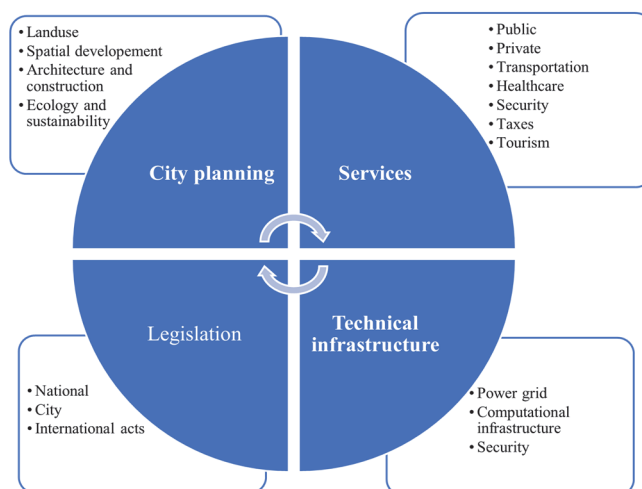 • Landuse
• Spatial developement
• Architecture and
construction
• Ecology and
sustainability
• Public
• Private
• Transportation
• Healthcare
• Security
• Taxes
• Tourism
City planning
Services
Legislation
Technical
infrastructure
• National
• City
• International acts
• Power grid
• Computational
infrastructure
• Security